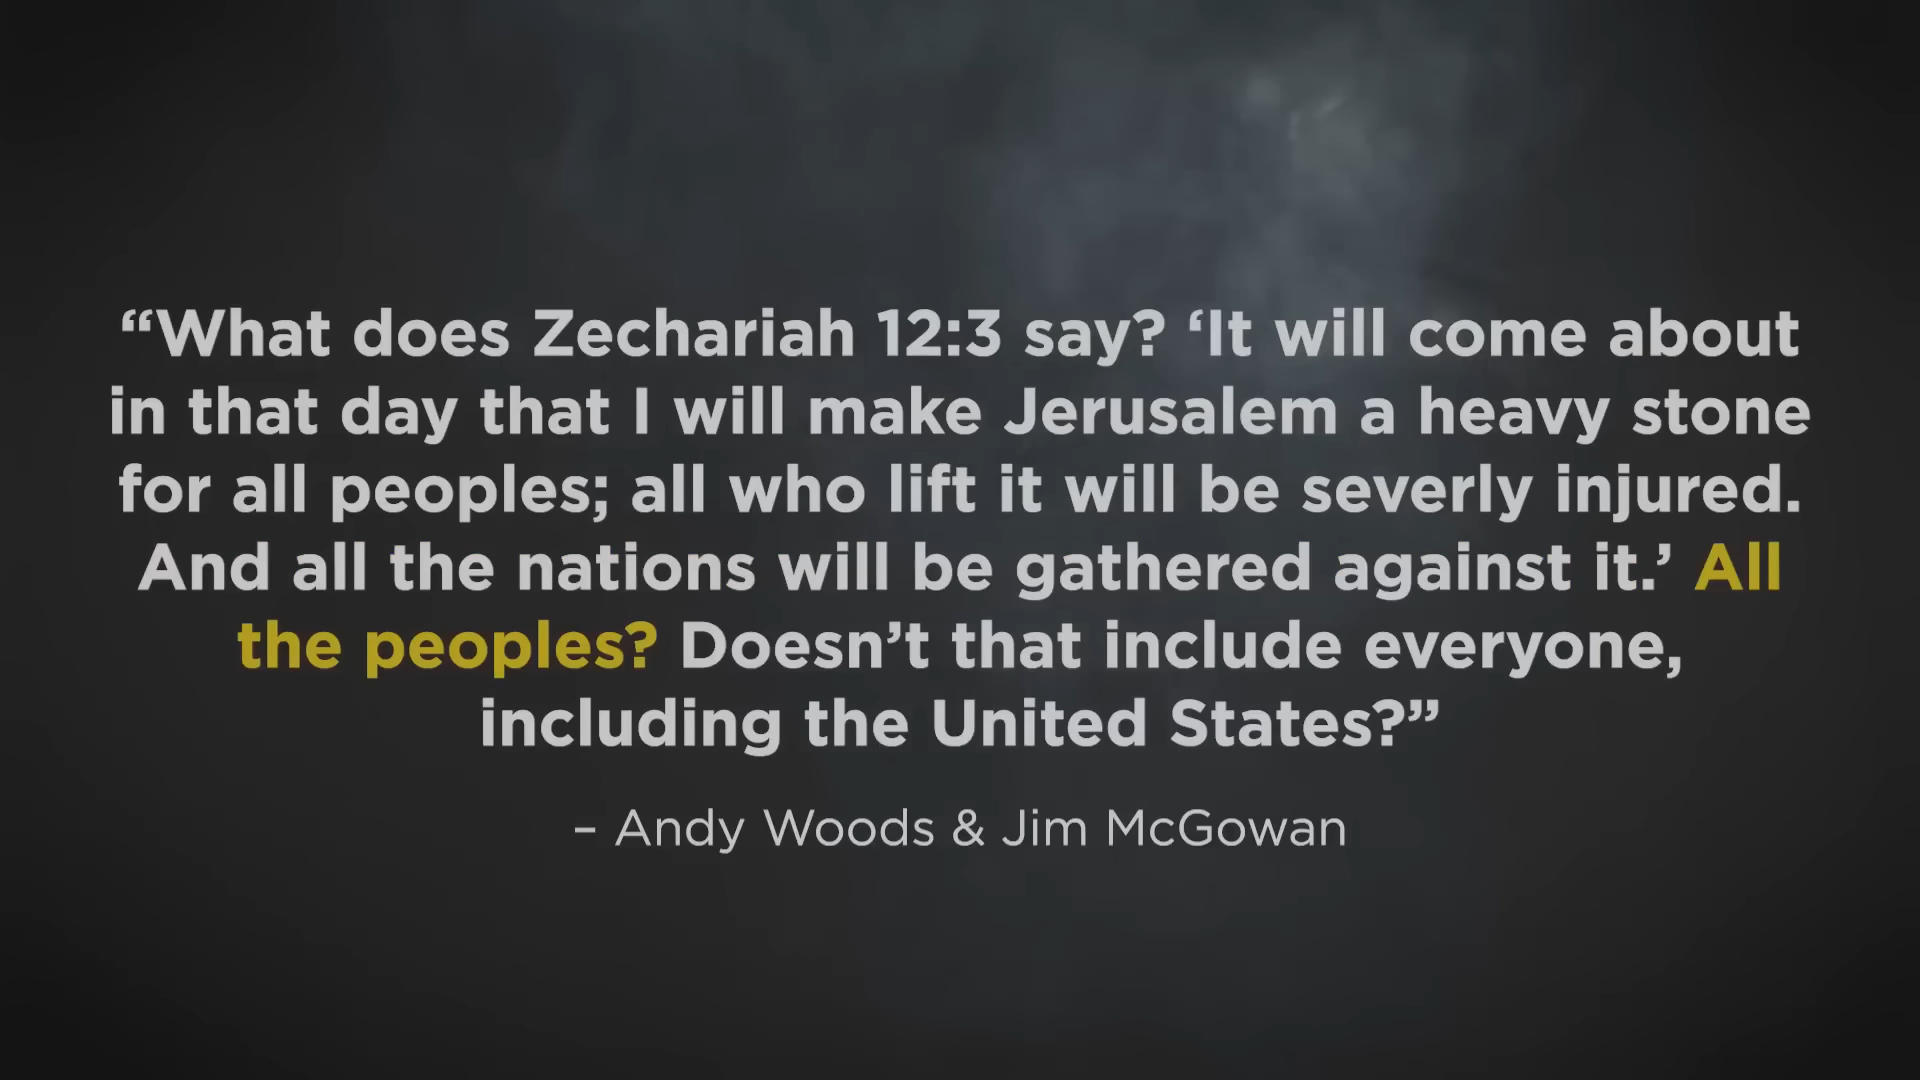 “What does Zechariah 12:3 say? ‘It will come about
in that day that I will make Jerusalem a heavy stone
for all peoples; all who lift it will be severly injured.
And all the nations will be gathered against it.’ All
the peoples? Doesn’t that include everyone,
including the United States?”
– Andy Woods & Jim McGowan